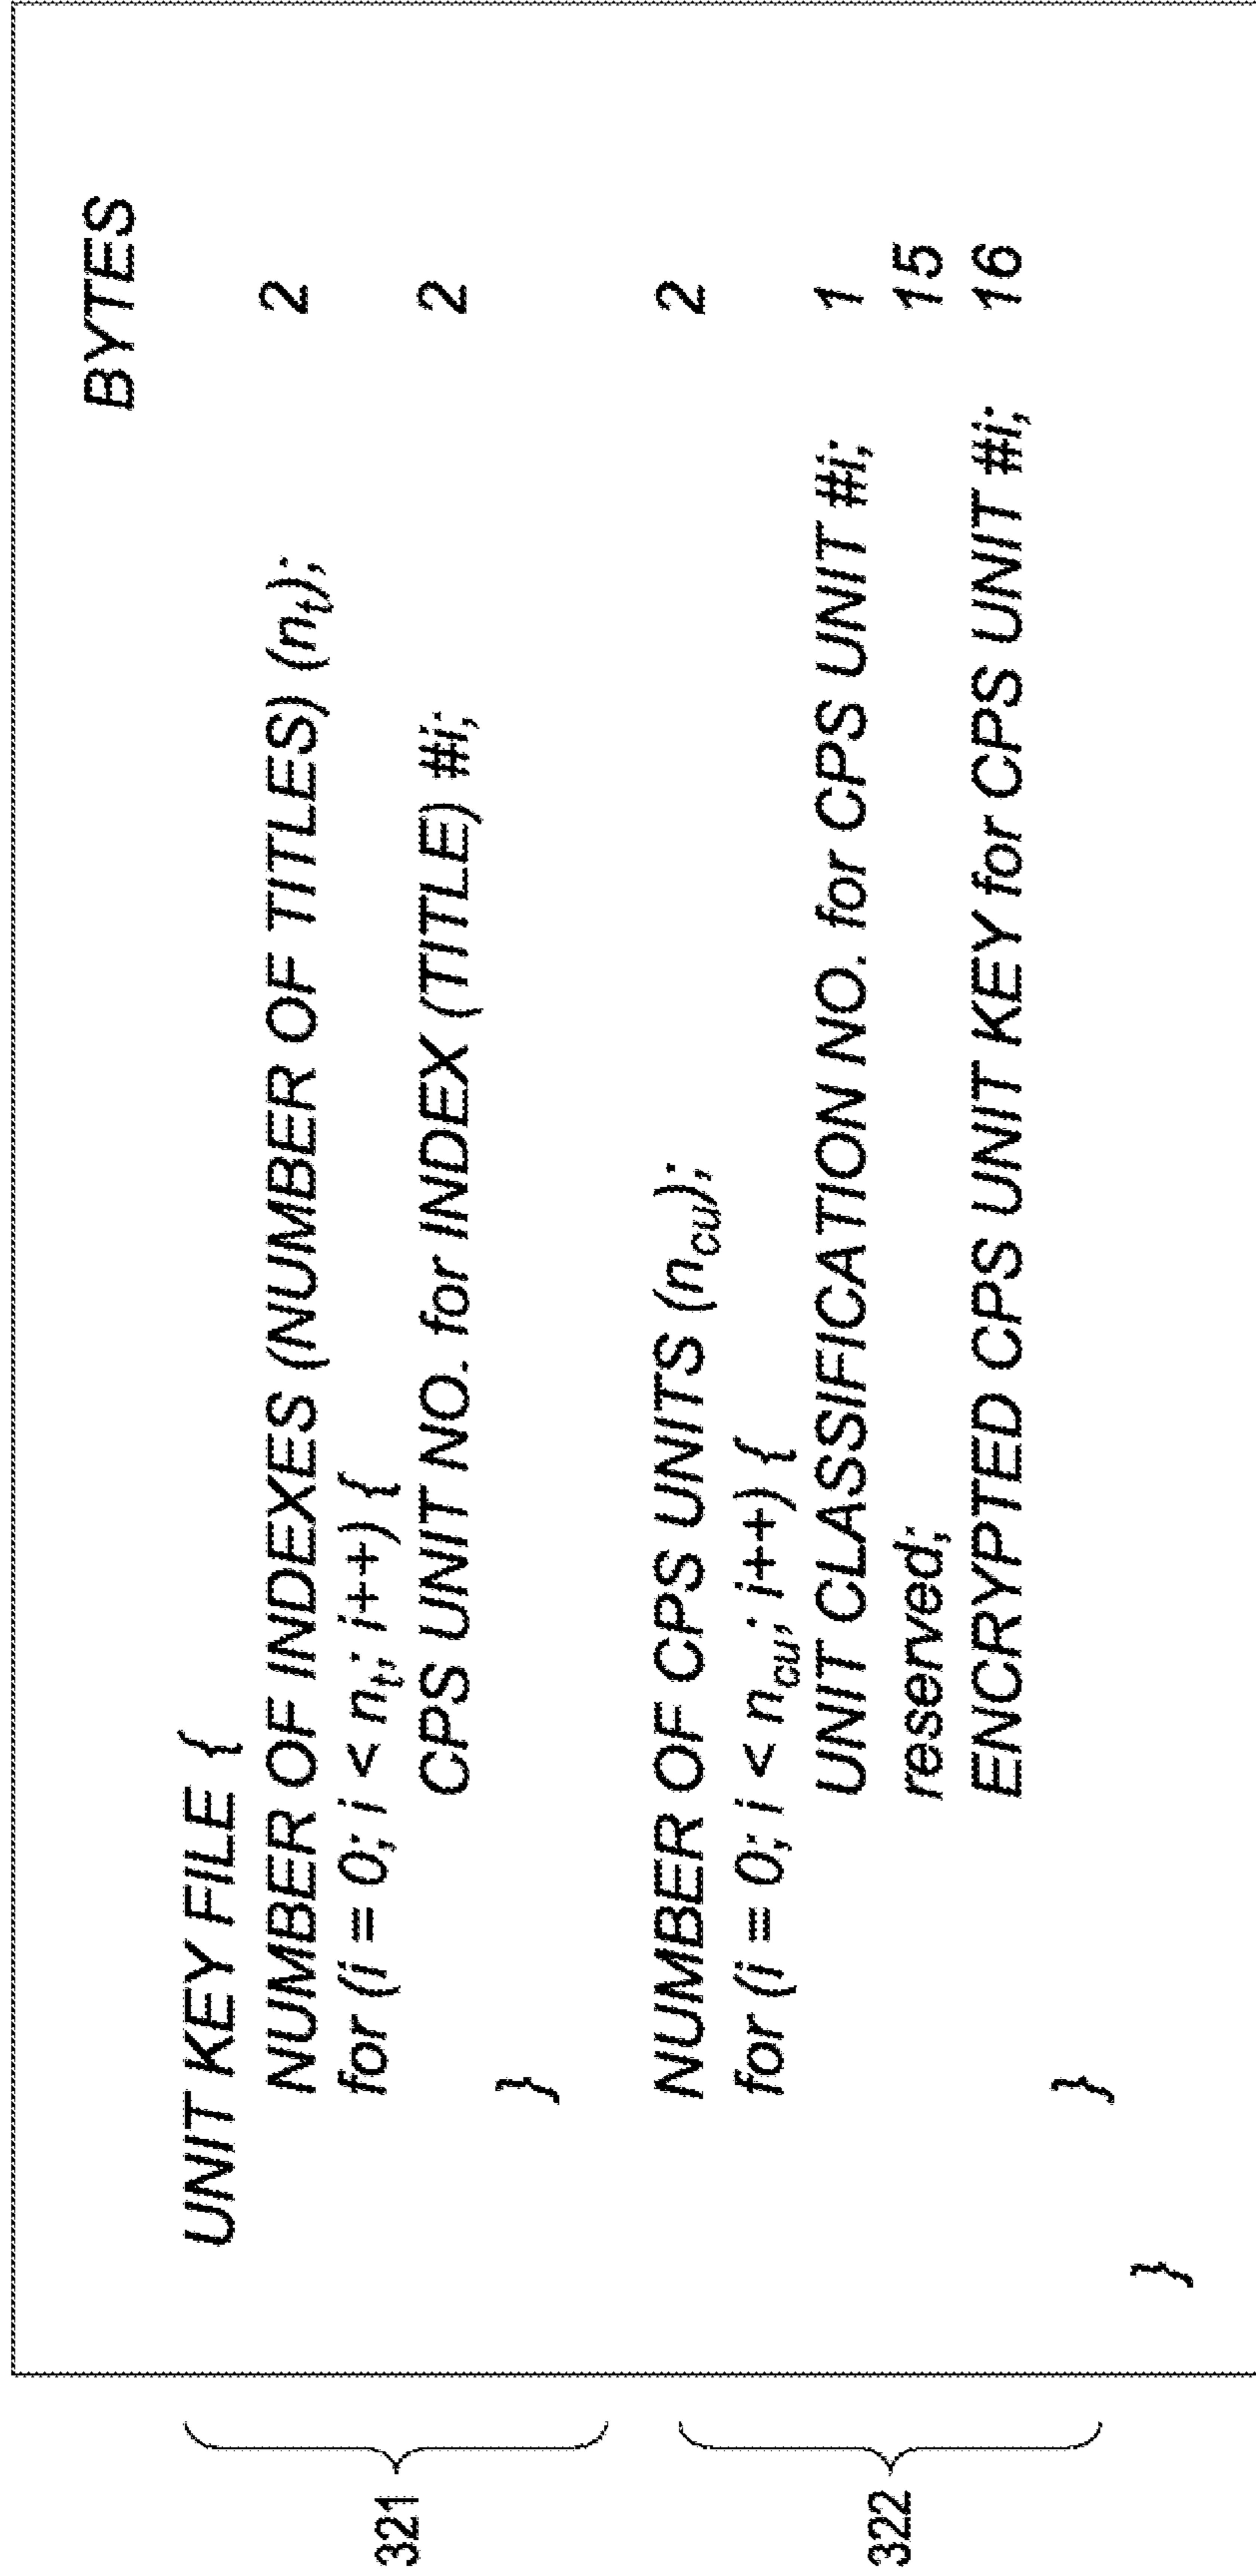 BYTES
UNIT KEY FILE {
NUMBER OF INDEXES (NUMBER OF TITLES) (nt); 2
for (i = 0; i < nt; i++) {
CPS UNIT NO. for INDEX (TITLE) #i; 2
}
321
NUMBER OF CPS UNITS (ncu); 2
for (i = 0; i < ncu; i++) {
UNIT CLASSIFICATION NO. for CPS UNIT #i; 1
reserved; 15
ENCRYPTED CPS UNIT KEY for CPS UNIT #i; 16
}
322
}